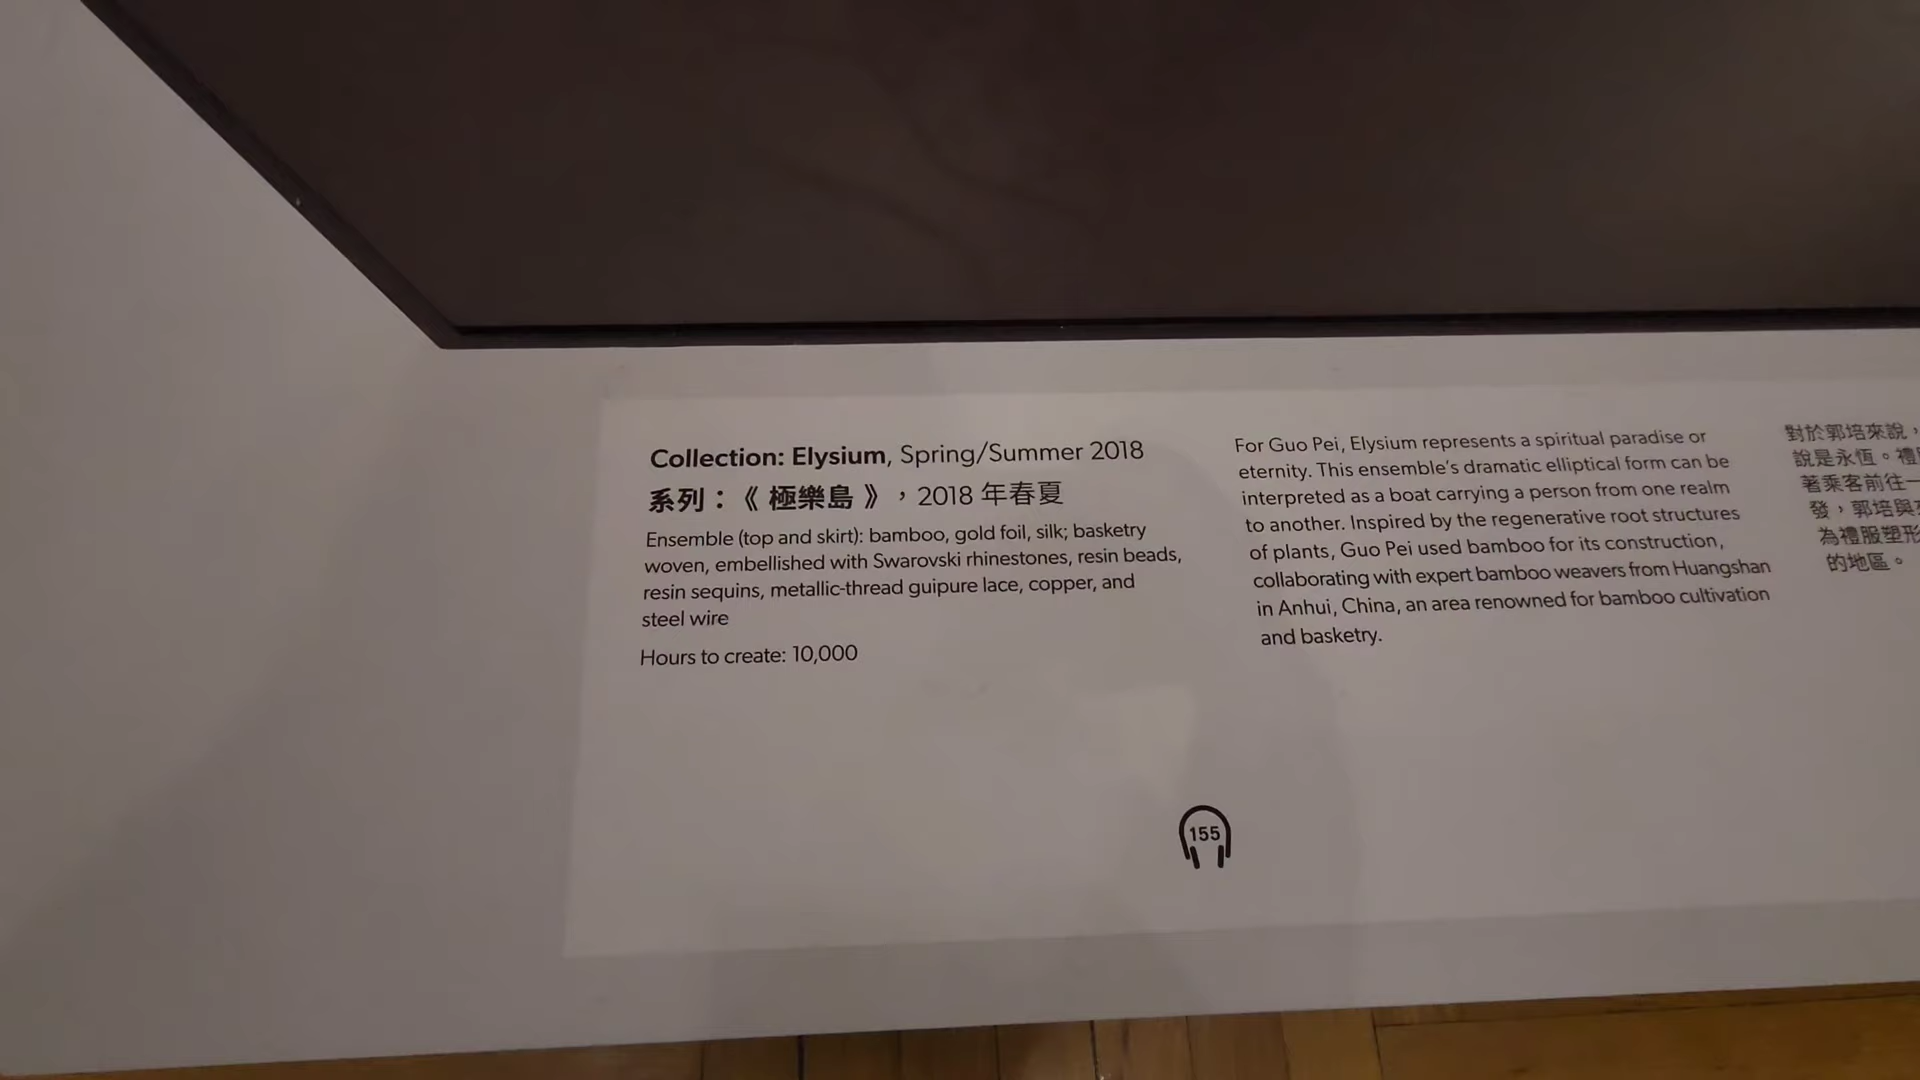 Collection: Elysium, Spring/Summer 2018
系列：《極樂島》，2018 年春夏
Ensemble (top and skirt): bamboo, gold foil, silk; basketry
woven, embellished with Swarovski rhinestones, resin beads,
resin sequins, metallic-thread guipure lace, copper, and
steel wire
Hours to create: 10,000
For Guo Pei, Elysium represents a spiritual paradise or
eternity. This ensemble's dramatic elliptical form can be
interpreted as a boat carrying a person from one realm
to another. Inspired by the regenerative root structures
of plants, Guo Pei used bamboo for its construction,
collaborating with expert bamboo weavers from Huangshan
in Anhui, China, an area renowned for bamboo cultivation
and basketry.
對於郭培來說，
說是永恆。禮
著乘客前往一
發，郭培與
為禮服塑形
的地區。
155